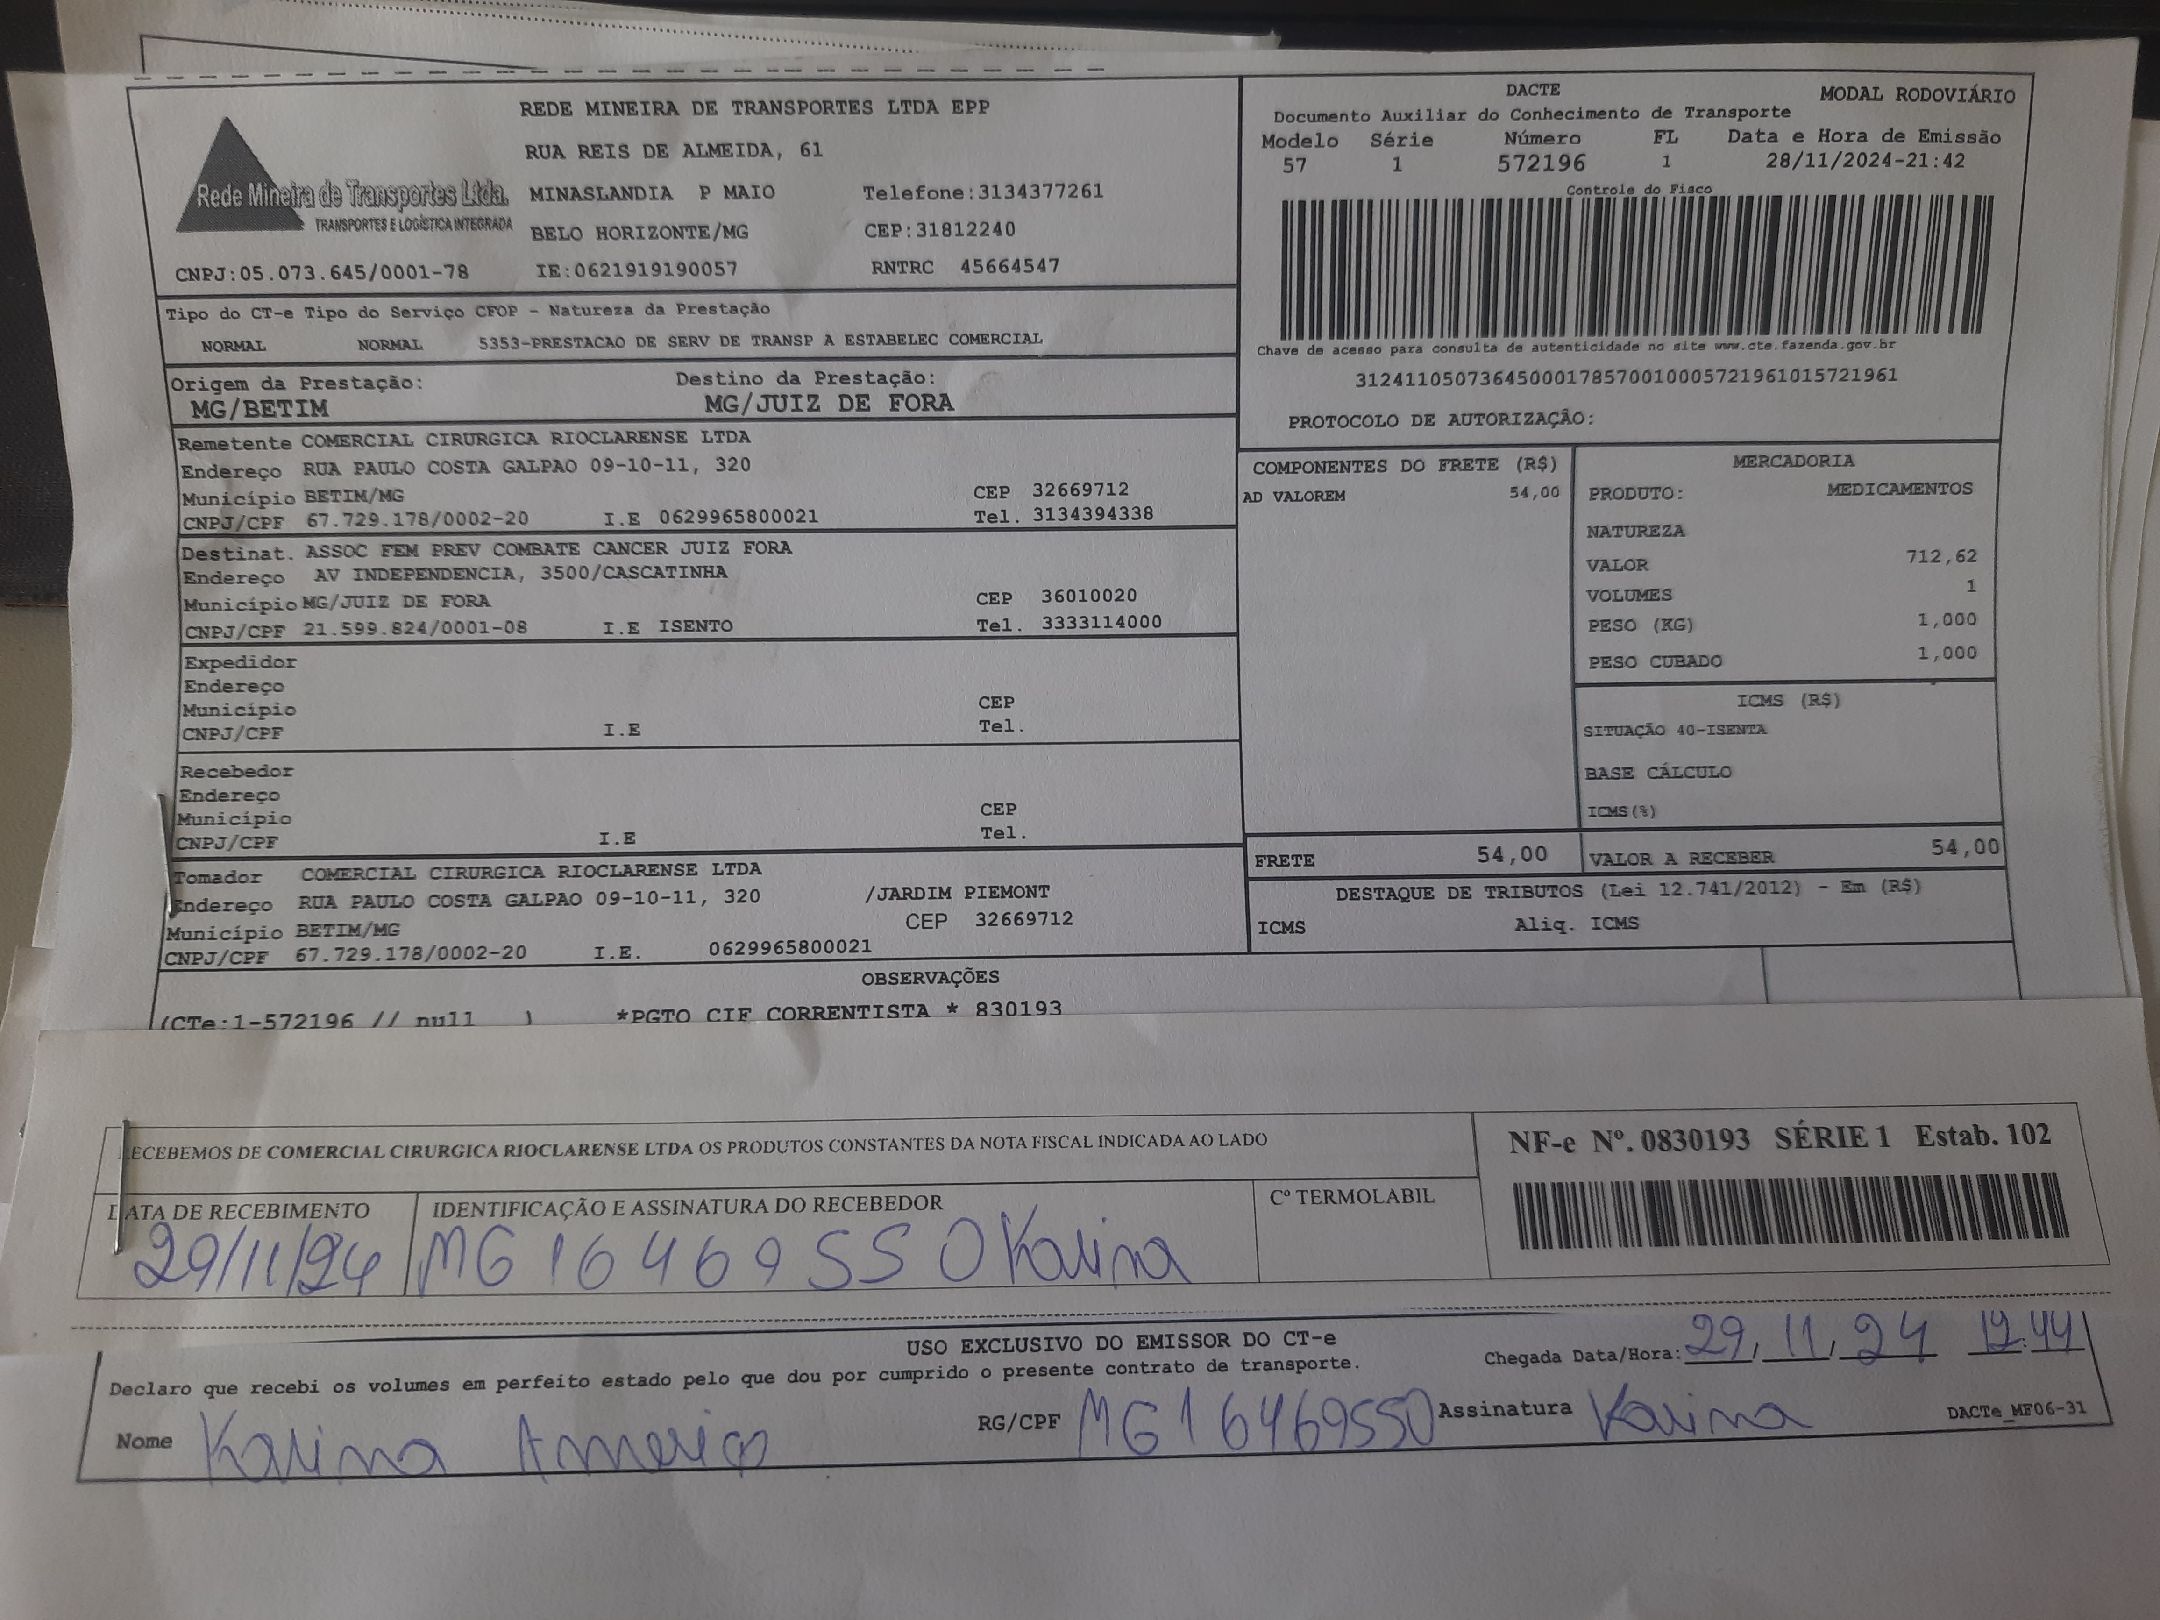 REDE MINEIRA DE TRANSPORTES LTDA EPP
RUA REIS DE ALMEIDA, 61
Rede Mineira de Transportes Ltda.
TRANSPORTES E LOGÍSTICA INTEGRADA
MINASLANDIA P MAIO Telefone:3134377261
BELO HORIZONTE/MG CEP:31812240
CNPJ:05.073.645/0001-78 IE:0621919190057 RNTRC 45664547
DACTE MODAL RODOVIÁRIO
Documento Auxiliar do Conhecimento de Transporte
Modelo Série Número FL Data e Hora de Emissão
57 1 572196 1 28/11/2024-21:42
Controle do Fisco
Chave de acesso para consulta de autenticidade no site www.cte.fazenda.gov.br
31241105073645000178570010005721961015721961
PROTOCOLO DE AUTORIZAÇÃO:
Tipo do CT-e Tipo do Serviço CFOP - Natureza da Prestação
NORMAL NORMAL 5353-PRESTACAO DE SERV DE TRANSP A ESTABELEC COMERCIAL
Origem da Prestação: Destino da Prestação:
MG/BETIM MG/JUIZ DE FORA
Remetente COMERCIAL CIRURGICA RIOCLARENSE LTDA
Endereço RUA PAULO COSTA GALPAO 09-10-11, 320
Município BETIM/MG CEP 32669712
CNPJ/CPF 67.729.178/0002-20 I.E 0629965800021 Tel. 3134394338
Destinat. ASSOC FEM PREV COMBATE CANCER JUIZ FORA
Endereço AV INDEPENDENCIA, 3500/CASCATINHA
Município MG/JUIZ DE FORA CEP 36010020
CNPJ/CPF 21.599.824/0001-08 I.E ISENTO Tel. 3333114000
Expedidor
Endereço
Município CEP
CNPJ/CPF I.E Tel.
Recebedor
Endereço
Município CEP
CNPJ/CPF I.E Tel.
Tomador COMERCIAL CIRURGICA RIOCLARENSE LTDA
Endereço RUA PAULO COSTA GALPAO 09-10-11, 320 /JARDIM PIEMONT
Município BETIM/MG CEP 32669712
CNPJ/CPF 67.729.178/0002-20 I.E. 0629965800021
COMPONENTES DO FRETE (R$)
AD VALOREM 54,00
MERCADORIA
PRODUTO: MEDICAMENTOS
NATUREZA
VALOR 712,62
VOLUMES 1
PESO (KG) 1,000
PESO CUBADO 1,000
ICMS (R$)
SITUAÇÃO 40-ISENTA
BASE CÁLCULO
ICMS(%)
FRETE 54,00 VALOR A RECEBER 54,00
DESTAQUE DE TRIBUTOS (Lei 12.741/2012) - Em (R$)
ICMS Aliq. ICMS
OBSERVAÇÕES
(CTe:1-572196 // null ) *PGTO CIF CORRENTISTA * 830193
RECEBEMOS DE COMERCIAL CIRURGICA RIOCLARENSE LTDA OS PRODUTOS CONSTANTES DA NOTA FISCAL INDICADA AO LADO
NF-e Nº. 0830193 SÉRIE 1 Estab. 102
DATA DE RECEBIMENTO IDENTIFICAÇÃO E ASSINATURA DO RECEBEDOR Cº TERMOLABIL
29/11/24 MG16469550 Karina
USO EXCLUSIVO DO EMISSOR DO CT-e
Chegada Data/Hora: 29, 11, 24 12:44
Declaro que recebi os volumes em perfeito estado pelo que dou por cumprido o presente contrato de transporte.
Nome Karina Americo RG/CPF MG16469550 Assinatura Karina DACTe_MF06-31